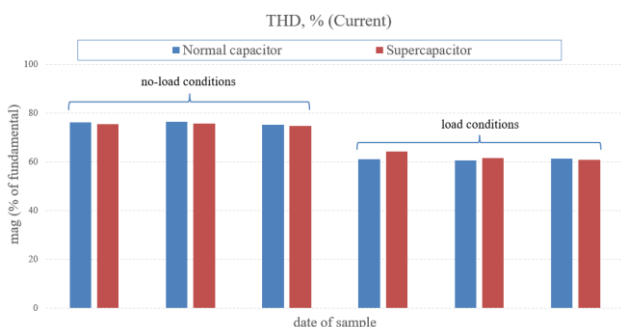 THD, % (Current)
Normal capacitor Supercapacitor
100
no-load conditions
80
load conditions
60
mag (% of fundamental)
40
20
0
date of sample